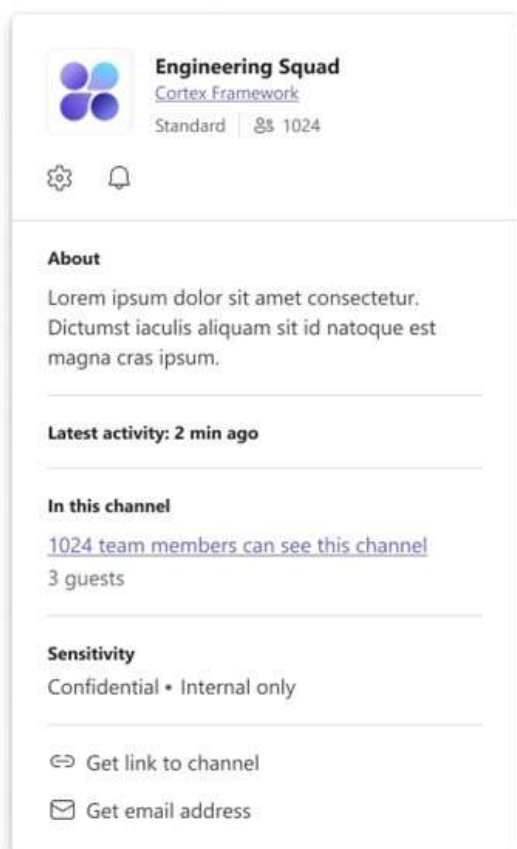 Engineering Squad
Cortex Framework
Standard 1024
About
Lorem ipsum dolor sit amet consectetur.
Dictumst iaculis aliquam sit id natoque est
magna cras ipsum.
Latest activity: 2 min ago
In this channel
1024 team members can see this channel
3 guests
Sensitivity
Confidential • Internal only
Get link to channel
Get email address